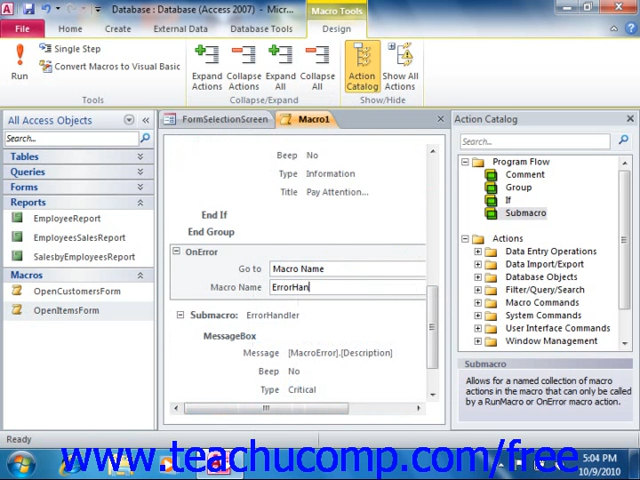 Database : Database (Access 2007) - Micr...
Macro Tools
File
Home
Create
External Data
Database Tools
Design
Run
Single Step
Convert Macros to Visual Basic
Tools
Expand Actions
Collapse Actions
Expand All
Collapse All
Collapse/Expand
Action Catalog
Show All Actions
Show/Hide
All Access Objects
Search...
Tables
Queries
Forms
Reports
EmployeeReport
EmployeesSalesReport
SalesbyEmployeesReport
Macros
OpenCustomersForm
OpenItemsForm
FormSelectionScreen
Macro1
Beep No
Type Information
Title Pay Attention...
End If
End Group
OnError
Go to Macro Name
Macro Name ErrorHan
Submacro: ErrorHandler
MessageBox
Message [MacroError].[Description]
Beep No
Type Critical
Action Catalog
Search...
Program Flow
Comment
Group
If
Submacro
Actions
Data Entry Operations
Data Import/Export
Database Objects
Filter/Query/Search
Macro Commands
System Commands
User Interface Commands
Window Management
Submacro
Allows for a named collection of macro
actions in the macro that can only be called
by a RunMacro or OnError macro action.
Ready
www.teachucomp.com/free
5:04 PM
10/9/2010